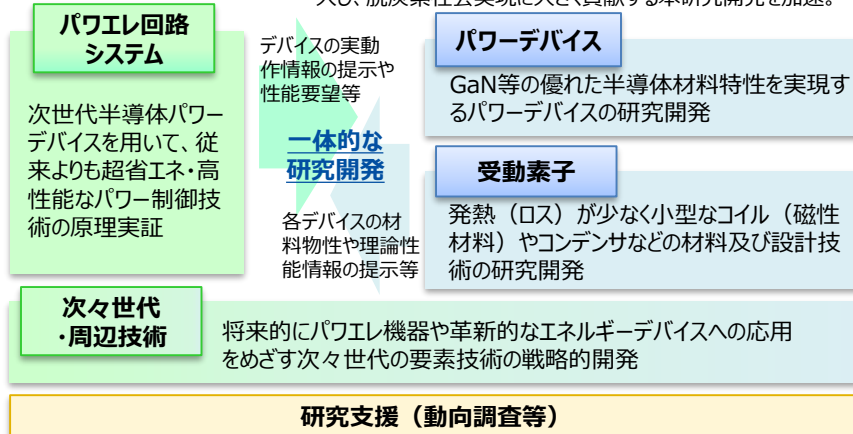 パワエレ回路
システム
次世代半導体パワー
デバイスを用いて、従
来よりも超省エネ・高
性能なパワー制御技
術の原理実証
デバイスの実動
作情報の提示や
性能要望等
一体的な
研究開発
各デバイスの材
料物性や理論性
能情報の提示等
パワーデバイス
GaN等の優れた半導体材料特性を実現す
るパワーデバイスの研究開発
受動素子
発熱（ロス）が少なく小型なコイル（磁性
材料）やコンデンサなどの材料及び設計技
術の研究開発
次々世代
・周辺技術
将来的にパワエレ機器や革新的なエネルギーデバイスへの応用
をめざす次々世代の要素技術の戦略的開発
研究支援（動向調査等）